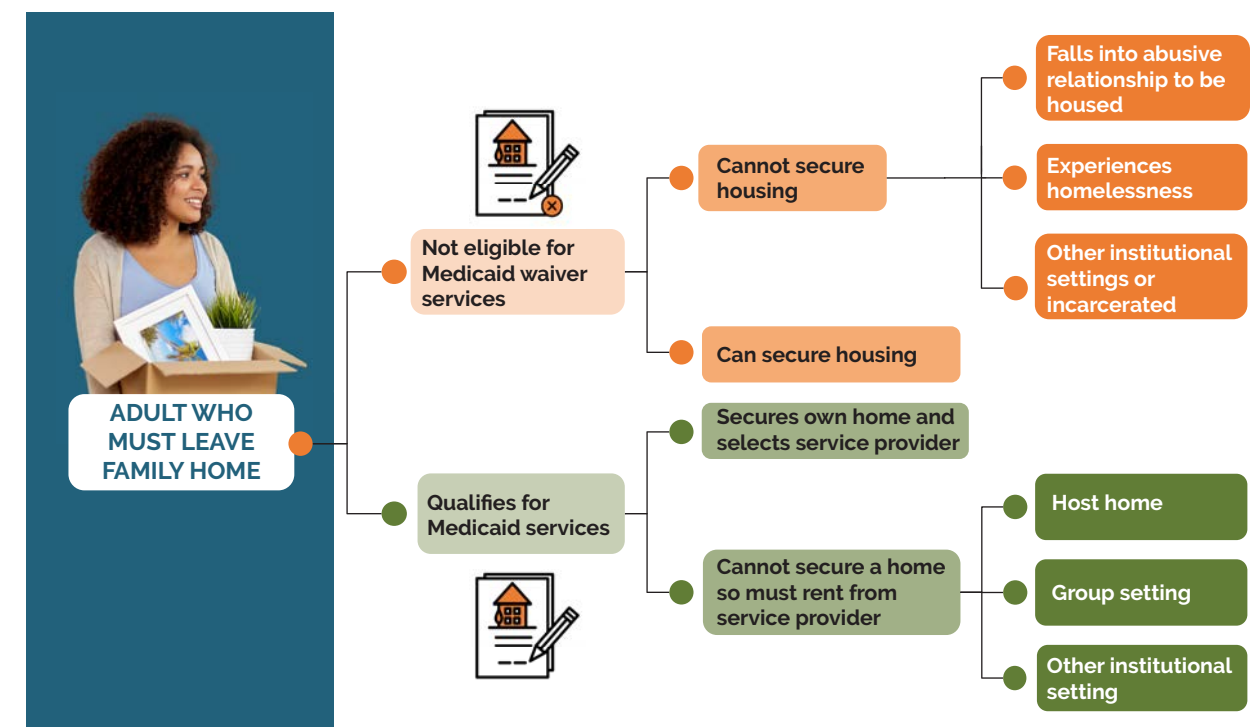 ADULT WHO
MUST LEAVE
FAMILY HOME
Not eligible for
Medicaid waiver
services
Cannot secure
housing
Falls into abusive
relationship to be
housed
Experiences
homelessness
Other institutional
settings or
incarcerated
Can secure housing
Qualifies for
Medicaid services
Secures own home and
selects service provider
Cannot secure a home
so must rent from
service provider
Host home
Group setting
Other institutional
setting